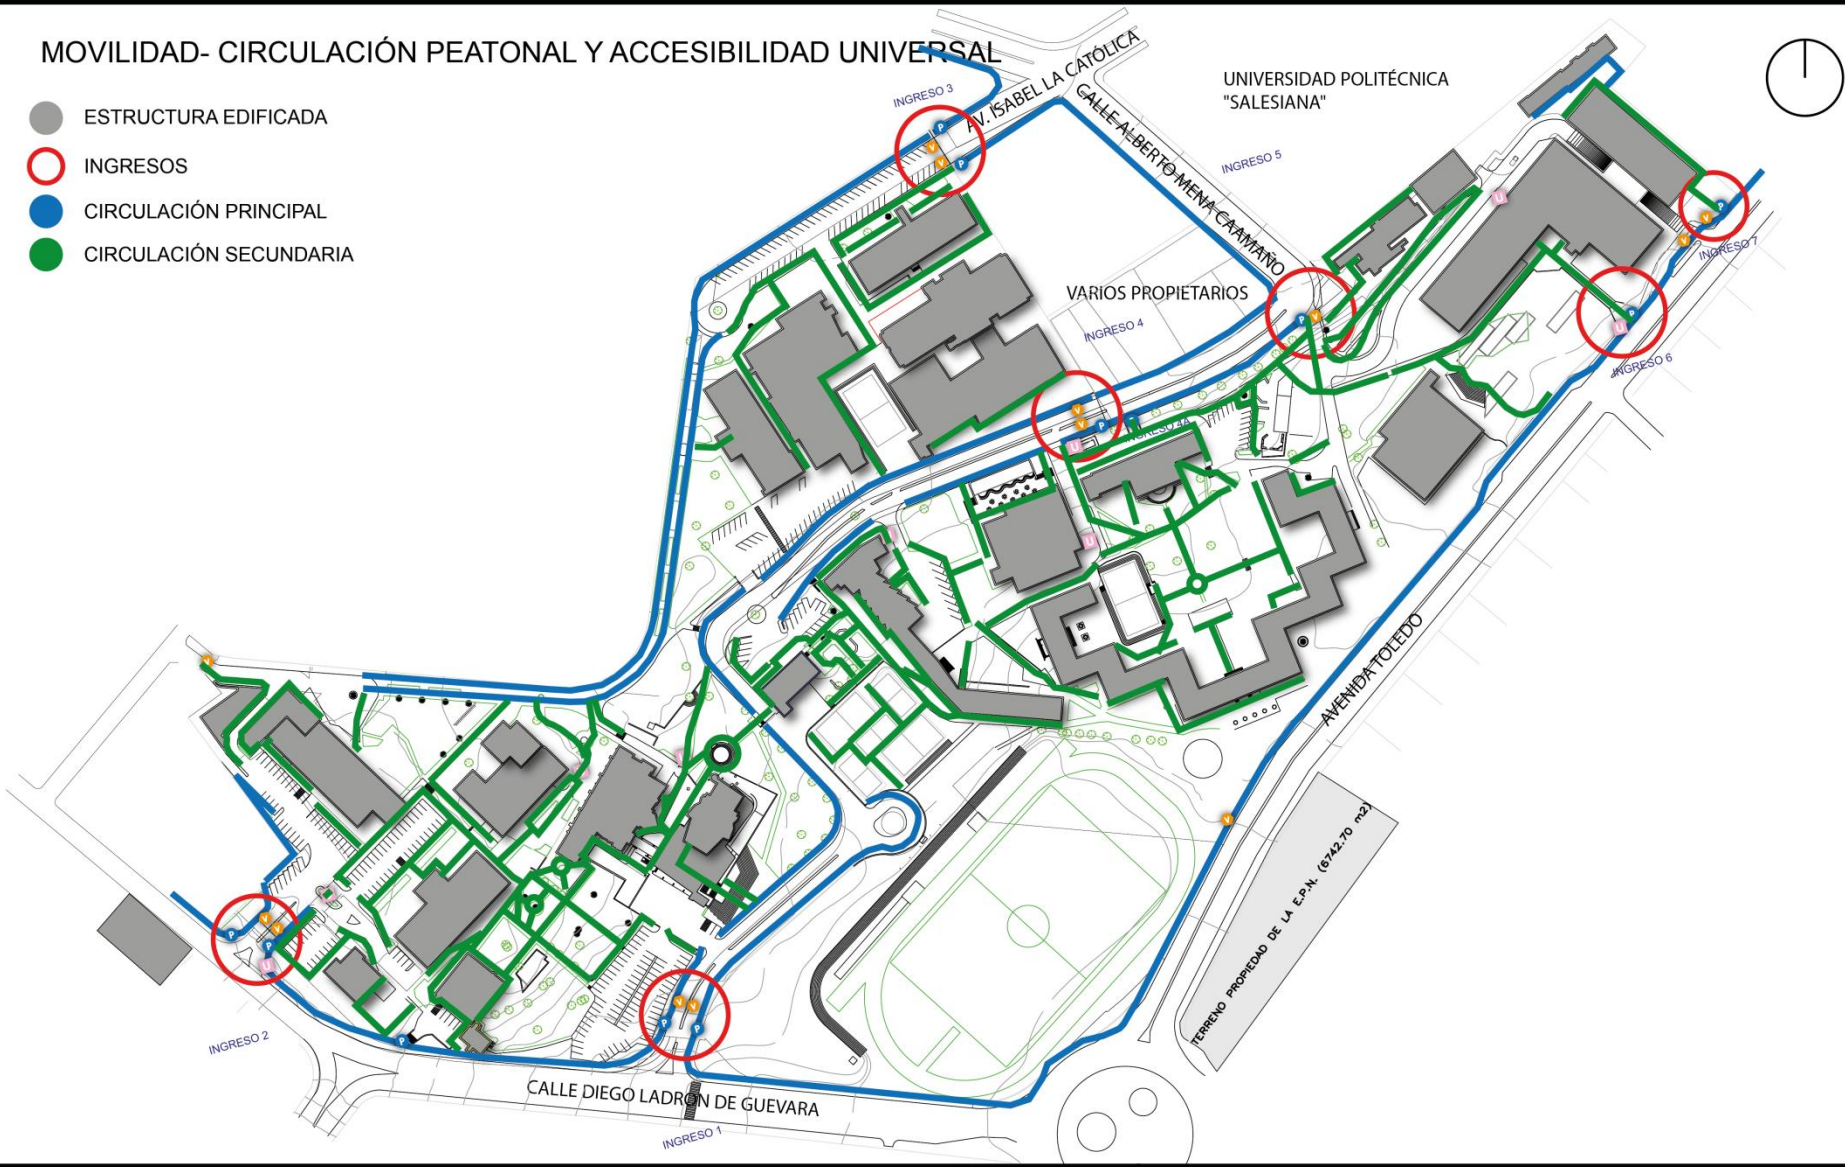 MOVILIDAD- CIRCULACIÓN PEATONAL Y ACCESIBILIDAD UNIVERSAL
ESTRUCTURA EDIFICADA
INGRESOS
CIRCULACIÓN PRINCIPAL
CIRCULACIÓN SECUNDARIA
INGRESO 3
AV. ISABEL LA CATÓLICA
CALLE ALBERTO MENA CAAMAÑO
UNIVERSIDAD POLITÉCNICA
"SALESIANA"
INGRESO 5
VARIOS PROPIETARIOS
INGRESO 4
INGRESO 4A
INGRESO 7
INGRESO 6
AVENIDA TOLEDO
TERRENO PROPIEDAD DE LA E.P.N. (6742.70 m2)
INGRESO 2
CALLE DIEGO LADRÓN DE GUEVARA
INGRESO 1
P
V
V
P
P
V
V
V
P
U
P
V
V
P
U
U
U
P
U
V
V
V
V
P
P
U
P
V
V
P
P